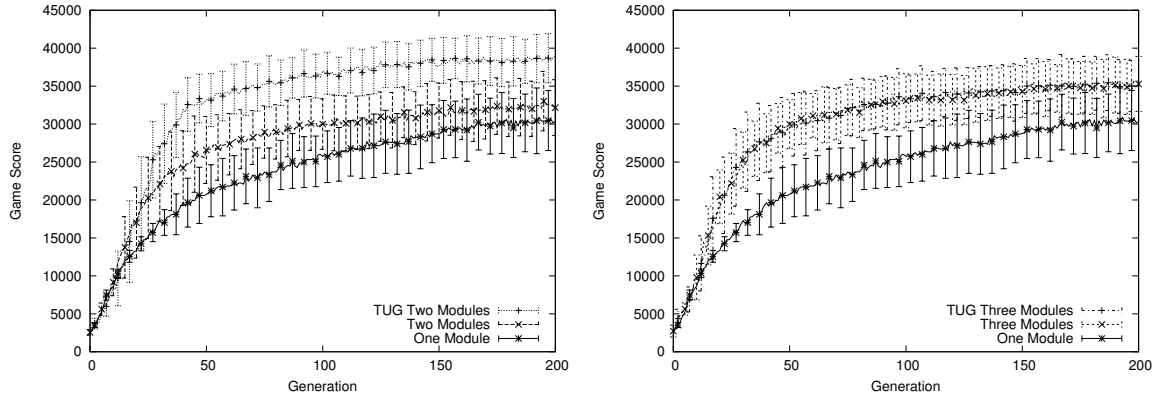 45000
40000
35000
30000
25000
20000
15000
10000
5000
0
Game Score
0 50 100 150 200
Generation
TUG Two Modules
Two Modules
One Module
45000
40000
35000
30000
25000
20000
15000
10000
5000
0
Game Score
0 50 100 150 200
Generation
TUG Three Modules
Three Modules
One Module